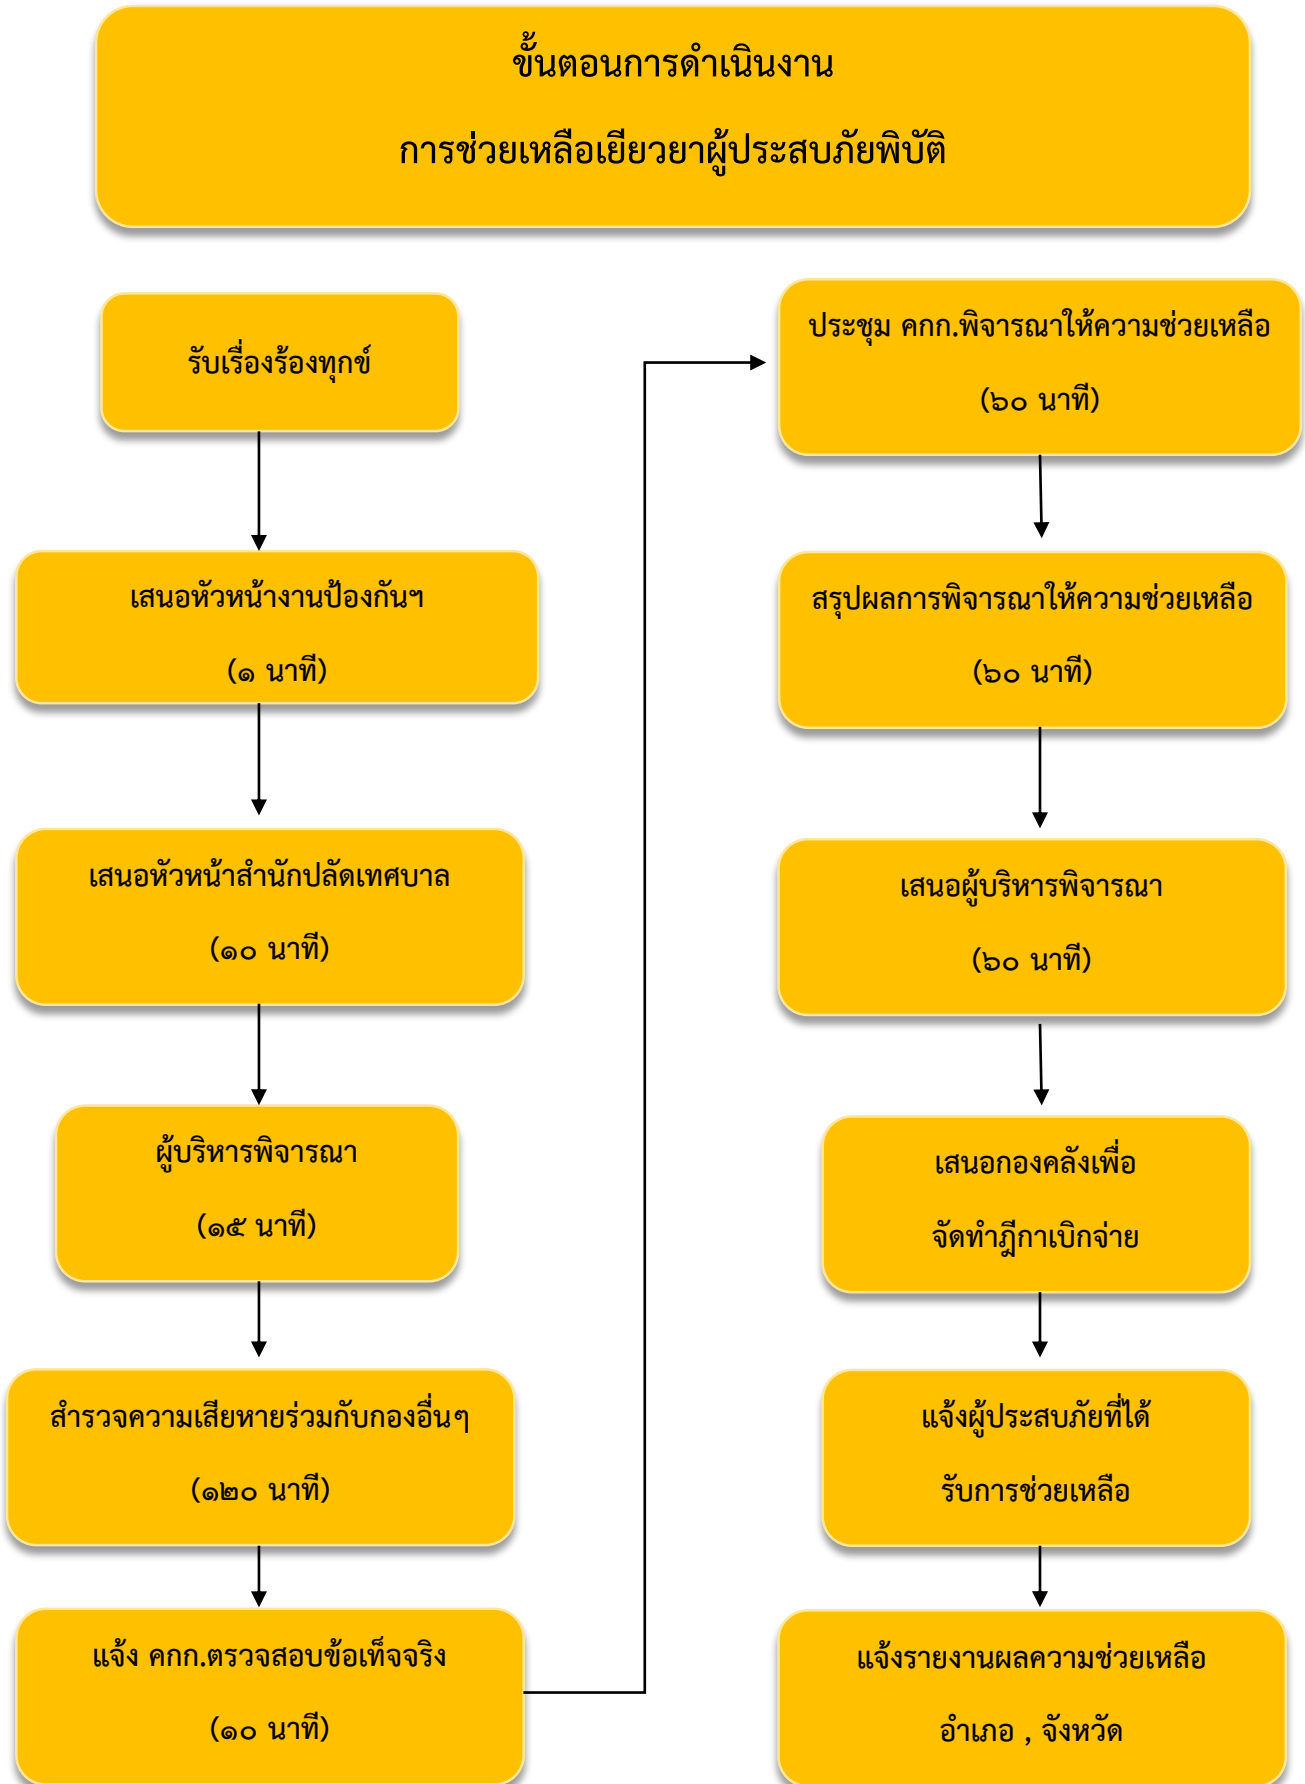 ขั้นตอนการดำเนินงาน
การช่วยเหลือเยียวยาผู้ประสบภัยพิบัติ
รับเรื่องร้องทุกข์
เสนอหัวหน้างานป้องกันฯ
(๑ นาที)
เสนอหัวหน้าสำนักปลัดเทศบาล
(๑๐ นาที)
ผู้บริหารพิจารณา
(๑๕ นาที)
สำรวจความเสียหายร่วมกับกองอื่นๆ
(๑๒๐ นาที)
แจ้ง คกก.ตรวจสอบข้อเท็จจริง
(๑๐ นาที)
ประชุม คกก.พิจารณาให้ความช่วยเหลือ
(๖๐ นาที)
สรุปผลการพิจารณาให้ความช่วยเหลือ
(๖๐ นาที)
เสนอผู้บริหารพิจารณา
(๖๐ นาที)
เสนอกองคลังเพื่อ
จัดทำฎีกาเบิกจ่าย
แจ้งผู้ประสบภัยที่ได้
รับการช่วยเหลือ
แจ้งรายงานผลความช่วยเหลือ
อำเภอ , จังหวัด